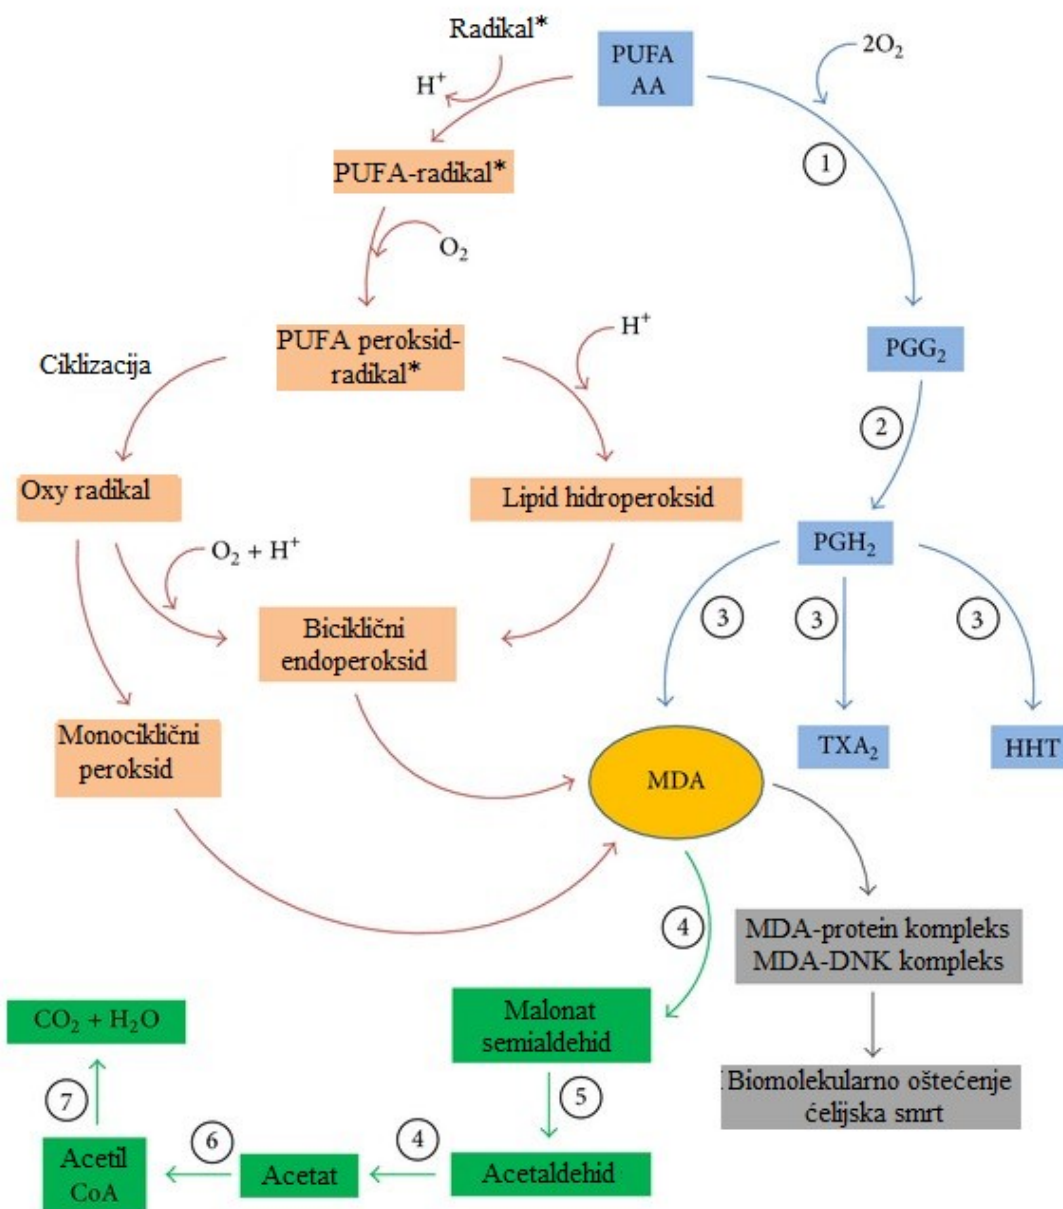 Radikal*
PUFA
AA
2O₂
H⁺
1
PUFA-radikal*
O₂
H⁺
PUFA peroksid-
radikal*
PGG₂
Ciklizacija
2
Oxy radikal
Lipid hidroperoksid
O₂ + H⁺
PGH₂
3
3
3
Biciklični
endoperoksid
Monociklični
peroksid
MDA
TXA₂
HHT
4
MDA-protein kompleks
MDA-DNK kompleks
CO₂ + H₂O
Malonat
semialdehid
Biomolekularno oštećenje
ćelijska smrt
7
5
6
4
Acetil
CoA
Acetat
Acetaldehid